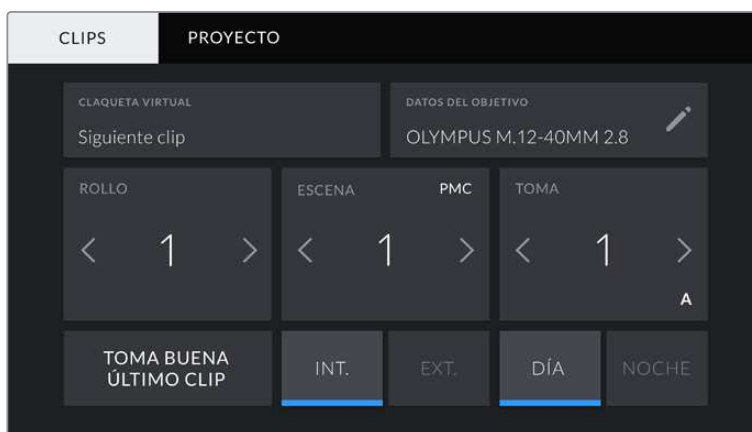 CLIPS PROYECTO
CLAQUETA VIRTUAL DATOS DEL OBJETIVO
Siguiente clip OLYMPUS M.12-40MM 2.8
ROLLO ESCENA PMC TOMA
1 1 1
A
TOMA BUENA
ÚLTIMO CLIP
INT. EXT. DÍA NOCHE